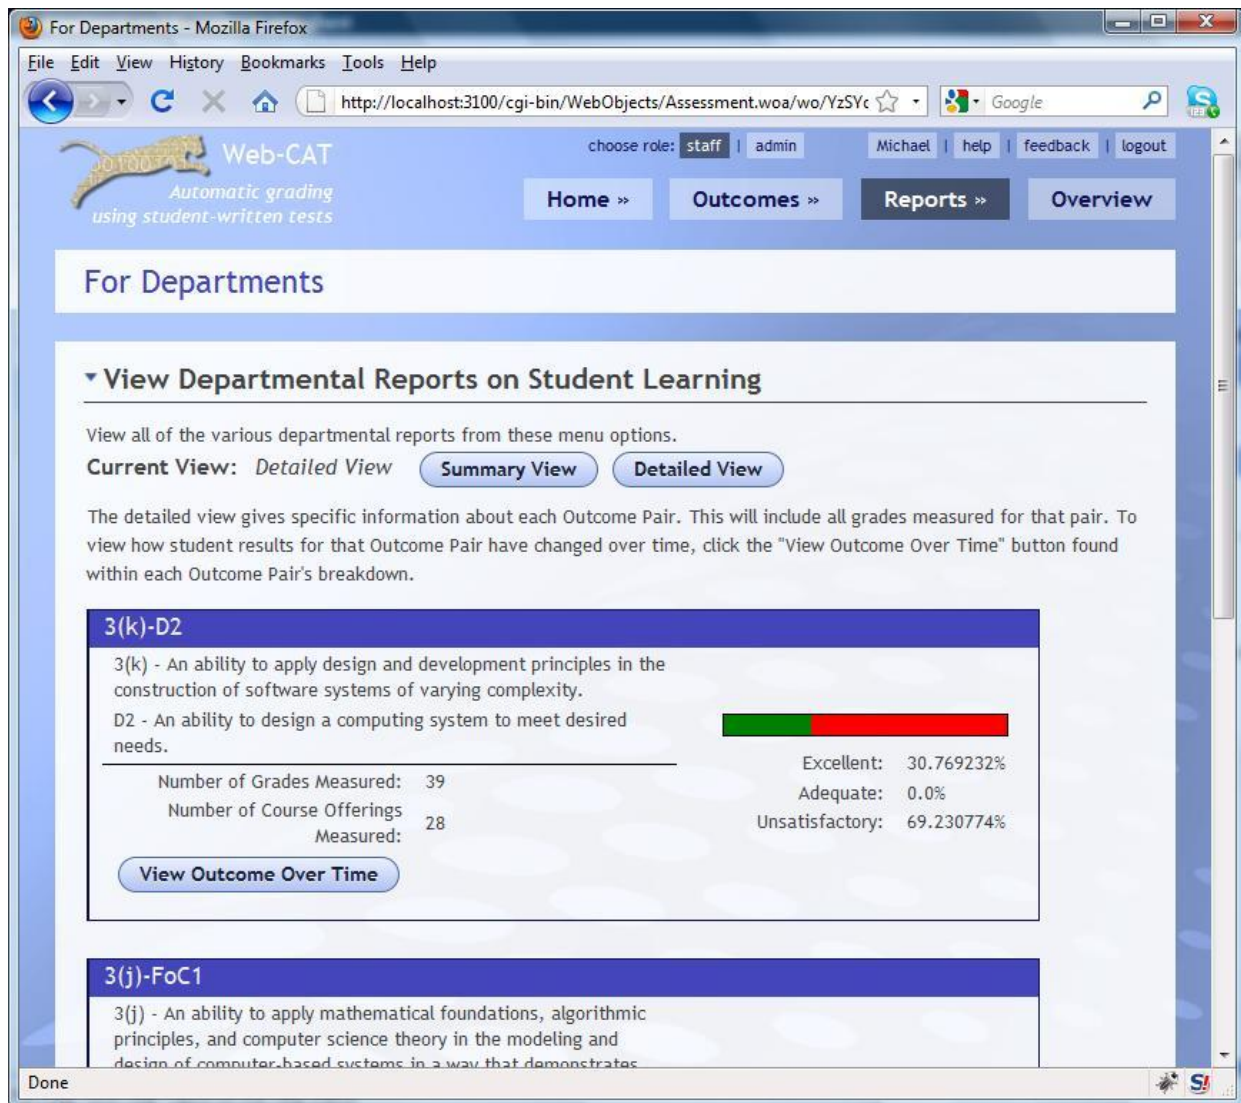 For Departments - Mozilla Firefox
File Edit View History Bookmarks Tools Help
http://localhost:3100/cgi-bin/WebObjects/Assessment.woa/wo/YzSYc
Google
Web-CAT
Automatic grading
using student-written tests
choose role: staff | admin
Michael | help | feedback | logout
Home »
Outcomes »
Reports »
Overview
For Departments
View Departmental Reports on Student Learning
View all of the various departmental reports from these menu options.
Current View: Detailed View
Summary View
Detailed View
The detailed view gives specific information about each Outcome Pair. This will include all grades measured for that pair. To
view how student results for that Outcome Pair have changed over time, click the "View Outcome Over Time" button found
within each Outcome Pair's breakdown.
3(k)-D2
3(k) - An ability to apply design and development principles in the
construction of software systems of varying complexity.
D2 - An ability to design a computing system to meet desired
needs.
Number of Grades Measured: 39
Number of Course Offerings
Measured: 28
Excellent: 30.769232%
Adequate: 0.0%
Unsatisfactory: 69.230774%
View Outcome Over Time
3(j)-FoC1
3(j) - An ability to apply mathematical foundations, algorithmic
principles, and computer science theory in the modeling and
design of computer-based systems in a way that demonstrates
Done